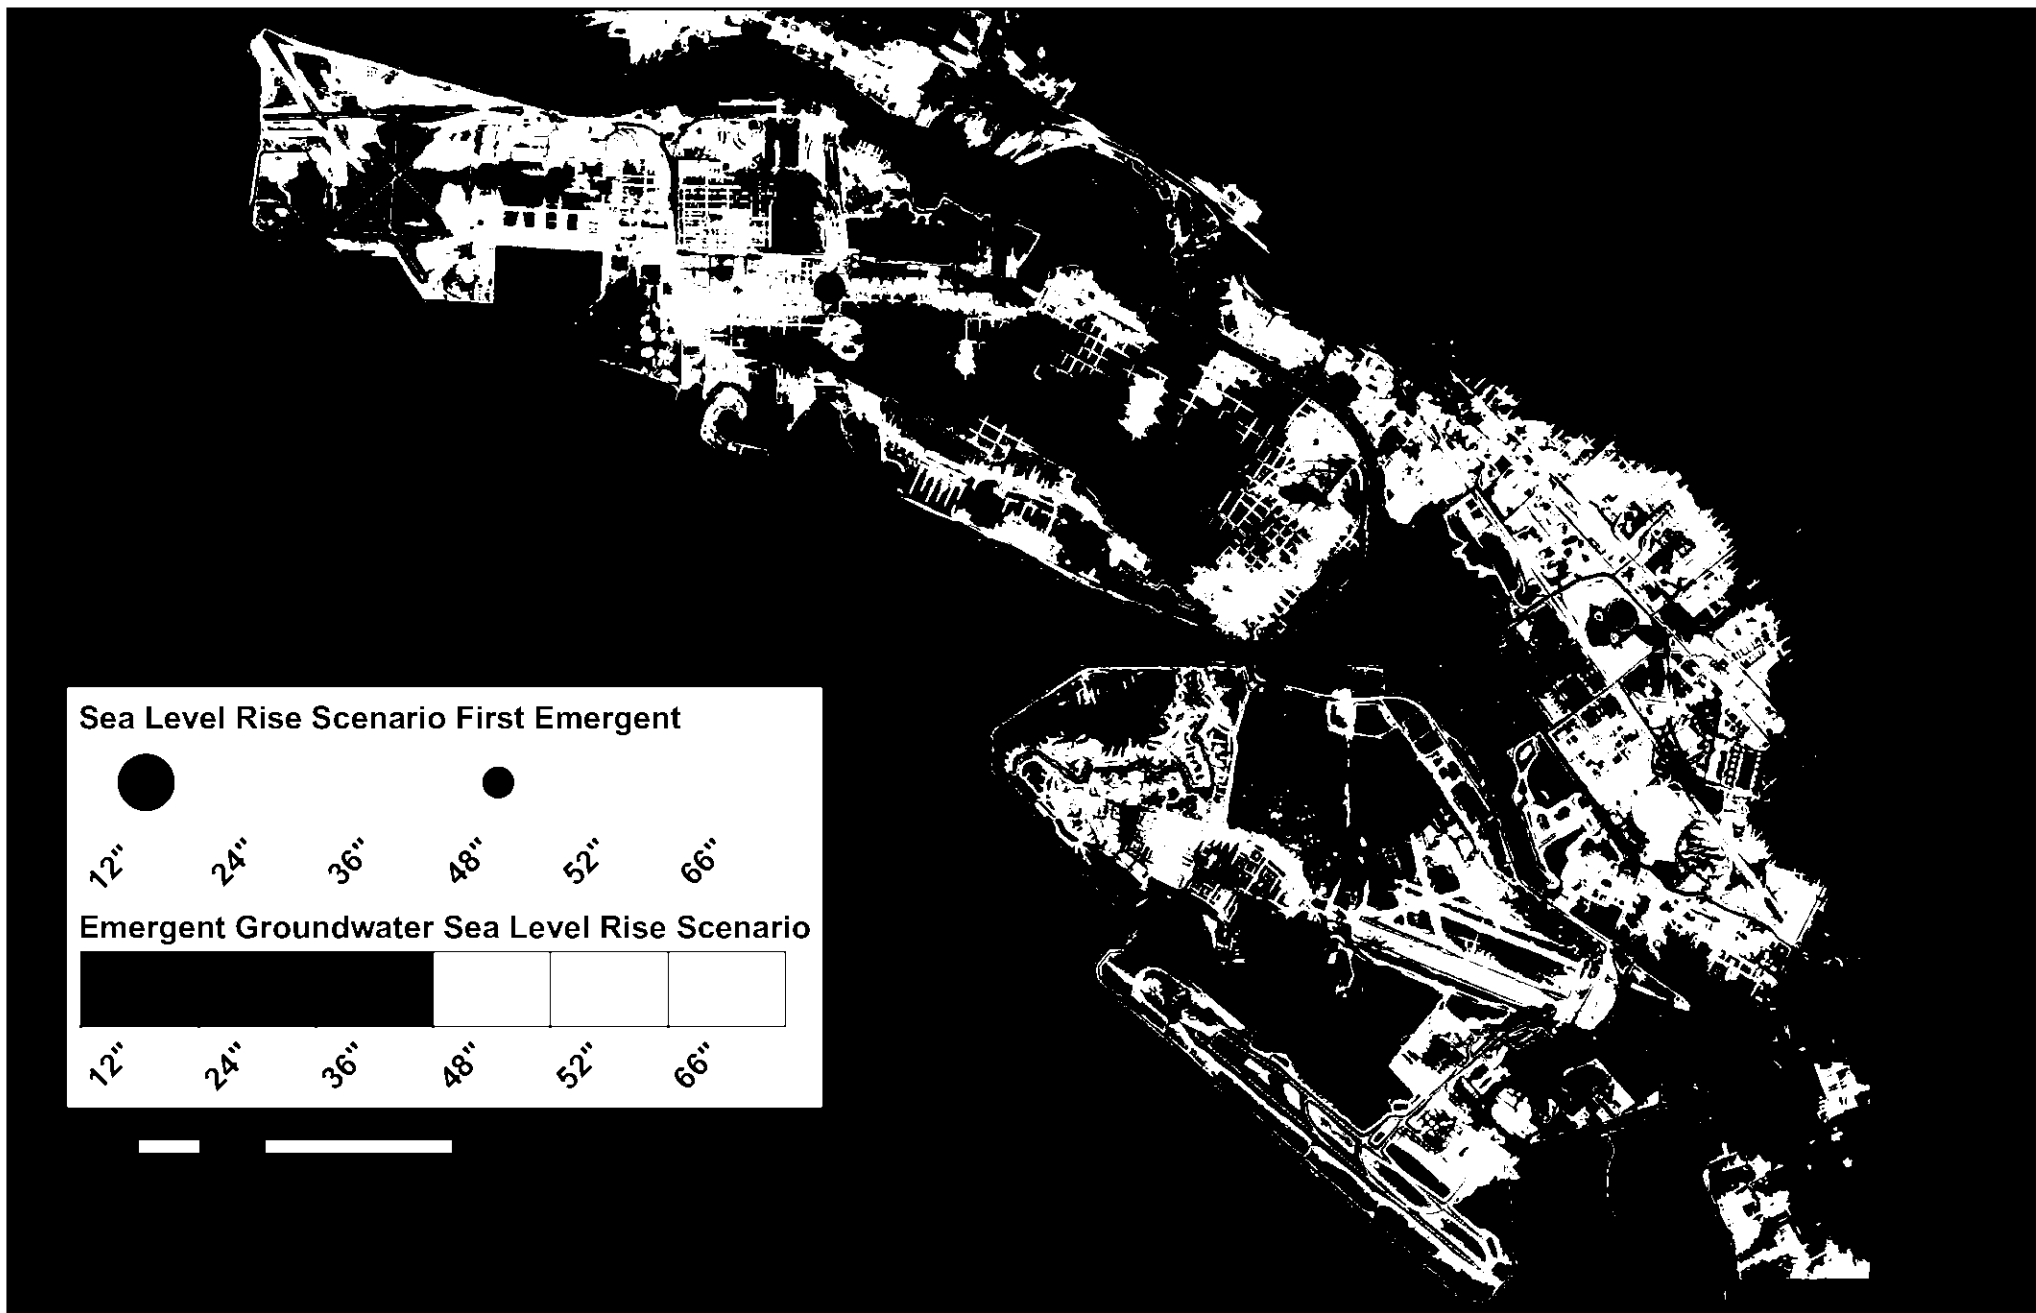 Sea Level Rise Scenario First Emergent
12" 24" 36" 48" 52" 66"
Emergent Groundwater Sea Level Rise Scenario
12" 24" 36" 48" 52" 66"